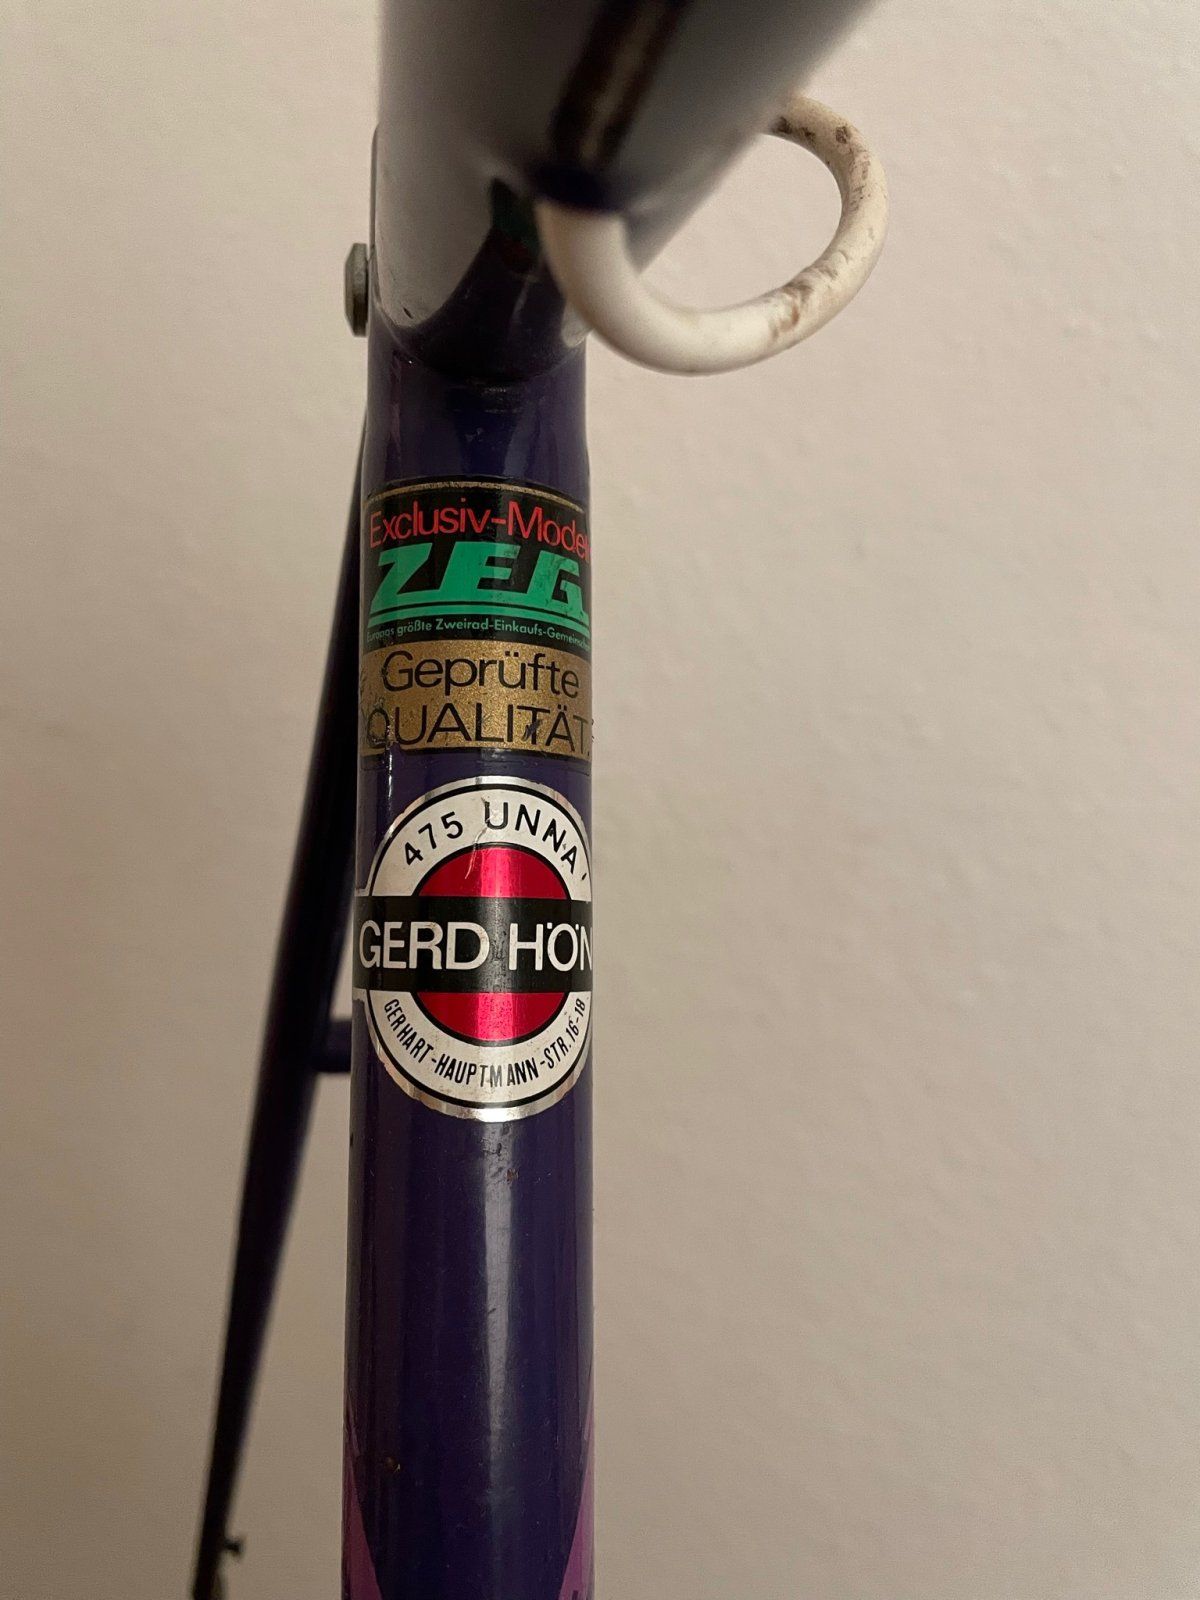 Exclusiv-Model
ZEG
Europas größte Zweirad-Einkaufs-Gemeinschaft
Geprüfte
QUALITÄT
475 UNNA
GERD HÖN
GERHART-HAUPTMANN-STR. 16-18